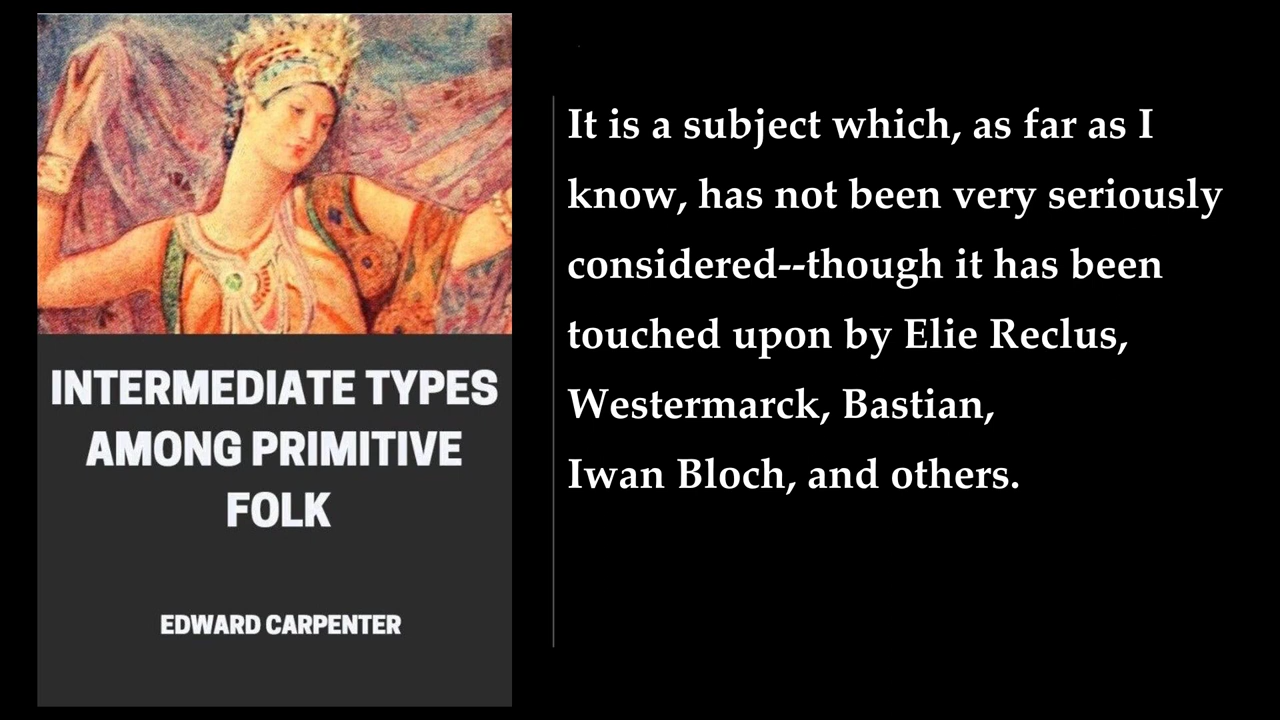 INTERMEDIATE TYPES
AMONG PRIMITIVE
FOLK
EDWARD CARPENTER
It is a subject which, as far as I
know, has not been very seriously
considered--though it has been
touched upon by Elie Reclus,
Westermarck, Bastian,
Iwan Bloch, and others.